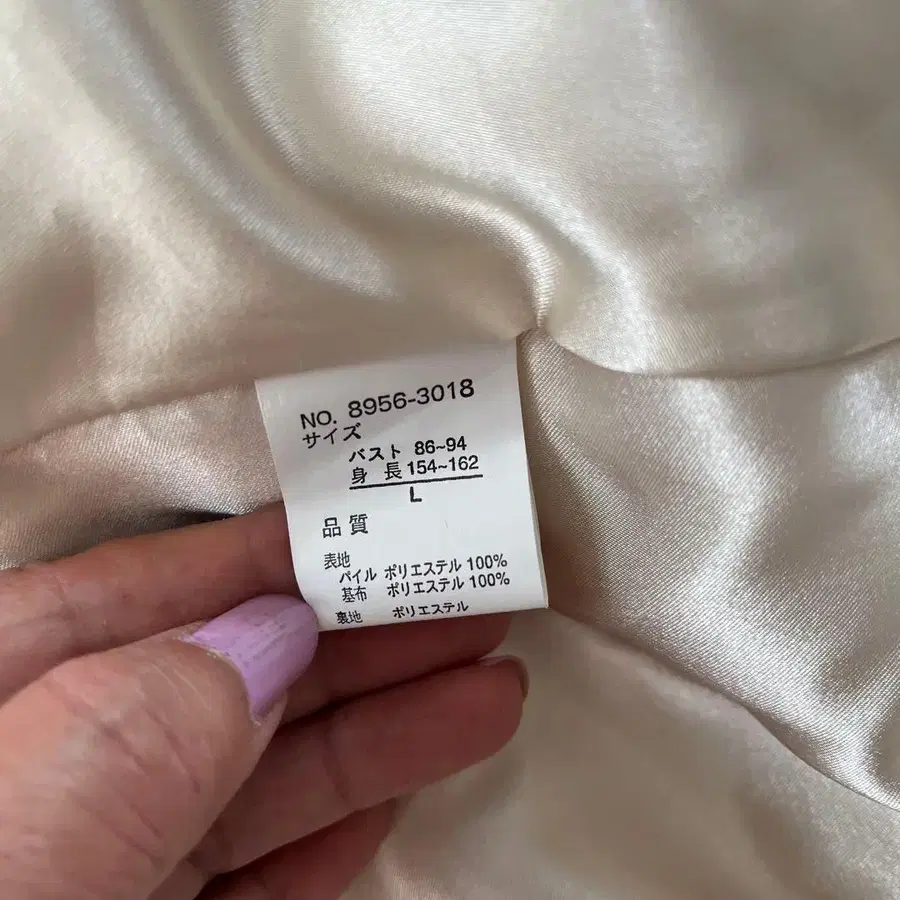 NO. 8956-3018
サイズ
バスト 86~94
身 長 154~162
L
品 質
表地
パイル ポリエステル 100%
基布 ポリエステル 100%
裏地 ポリエステル